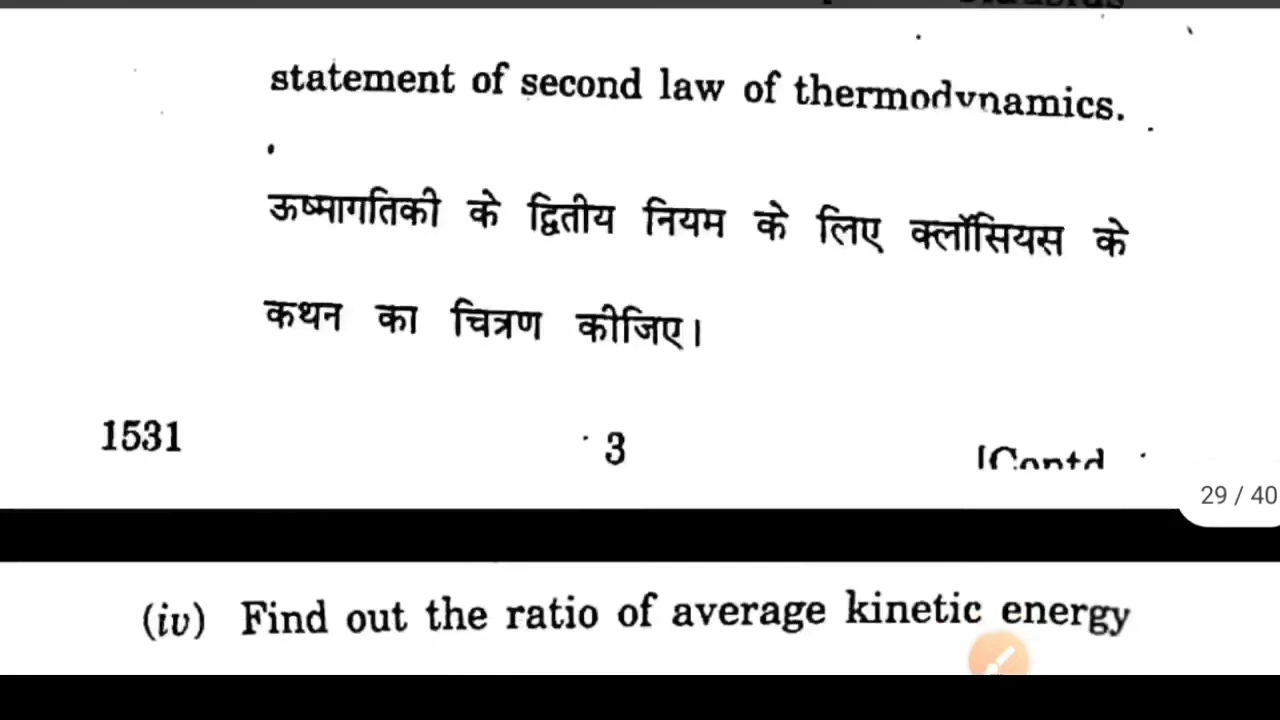 statement of second law of thermodynamics.
ऊष्मागतिकी के द्वितीय नियम के लिए क्लॉसियस के
कथन का चित्रण कीजिए।
1531 3 [Contd
29 / 40
(iv) Find out the ratio of average kinetic energy